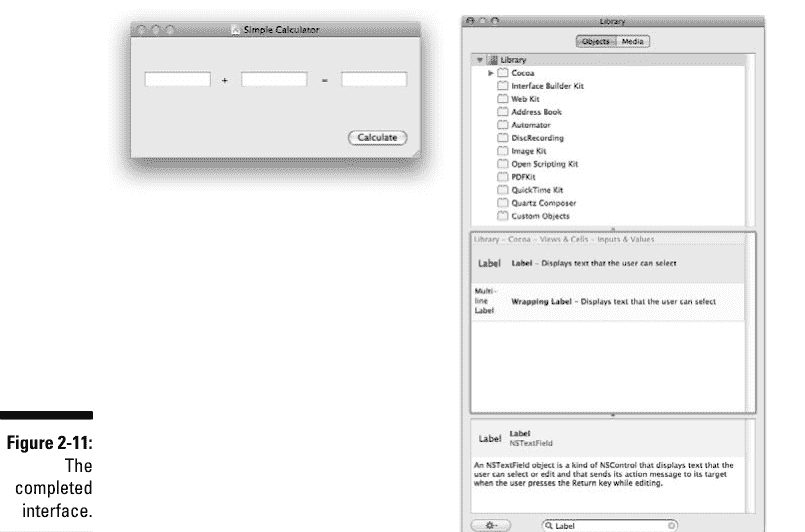 Simple Calculator
+ =
Calculate
Library
Objects Media
Library
Cocoa
Interface Builder Kit
Web Kit
Address Book
Automator
DiscRecording
Image Kit
Open Scripting Kit
PDFKit
QuickTime Kit
Quartz Composer
Custom Objects
Library – Cocoa – Views & Cells – Inputs & Values
Label Label – Displays text that the user can select
Multi-
line
Label
Wrapping Label – Displays text that the user can select
Label
Label
NSTextField
An NSTextField object is a kind of NSControl that displays text that the
user can select or edit and that sends its action message to its target
when the user presses the Return key while editing.
Label
Figure 2-11:
The
completed
interface.